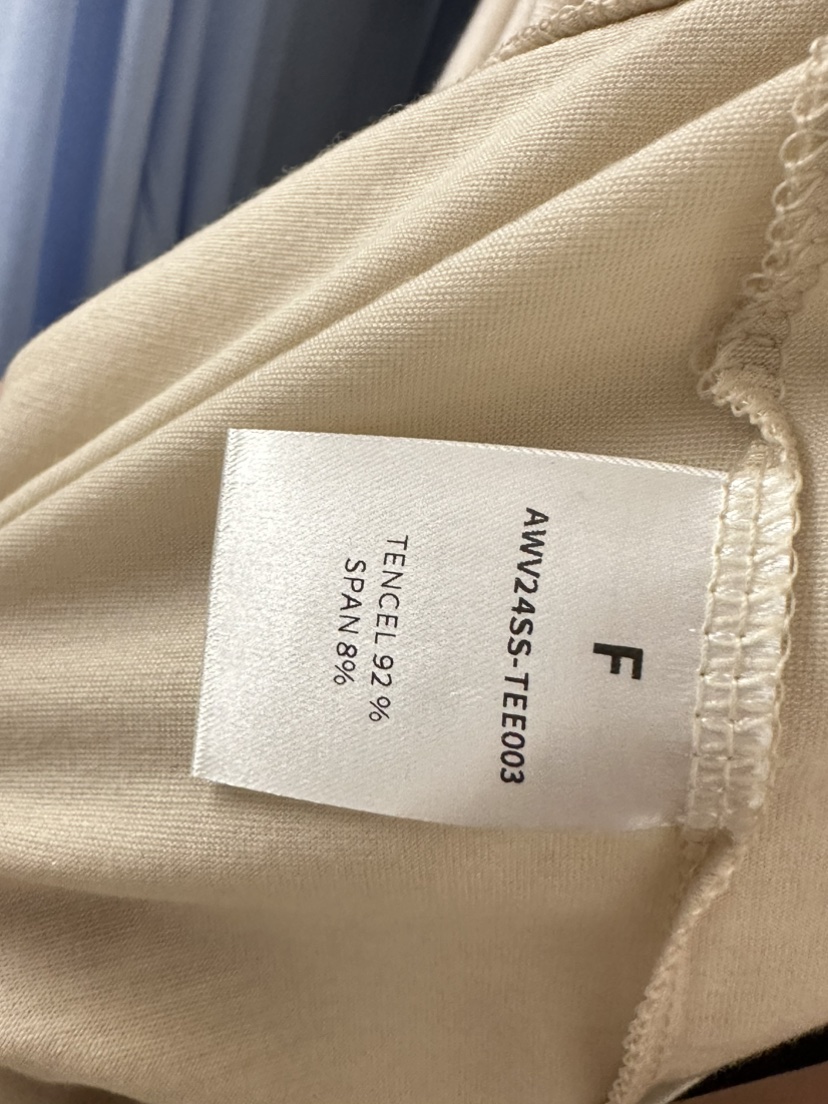 F
AWV24SS-TEE003
TENCEL 92 %
SPAN 8%